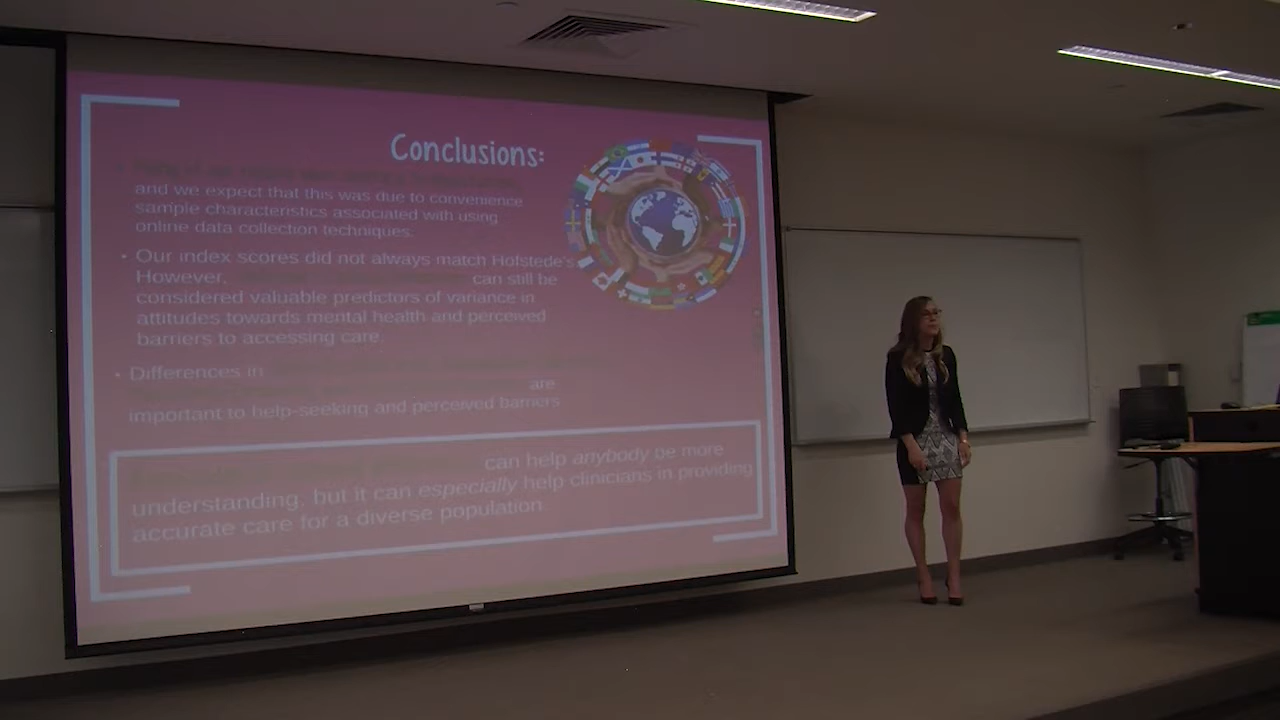 Conclusions:
and we expect that this was due to convenience
sample characteristics associated with using
online data collection techniques.
• Our index scores did not always match Hofstede's.
However, can still be
considered valuable predictors of variance in
attitudes towards mental health and perceived
barriers to accessing care.
• Differences in
are
important to help-seeking and perceived barriers
can help anybody be more
understanding, but it can especially help clinicians in providing
accurate care for a diverse population.